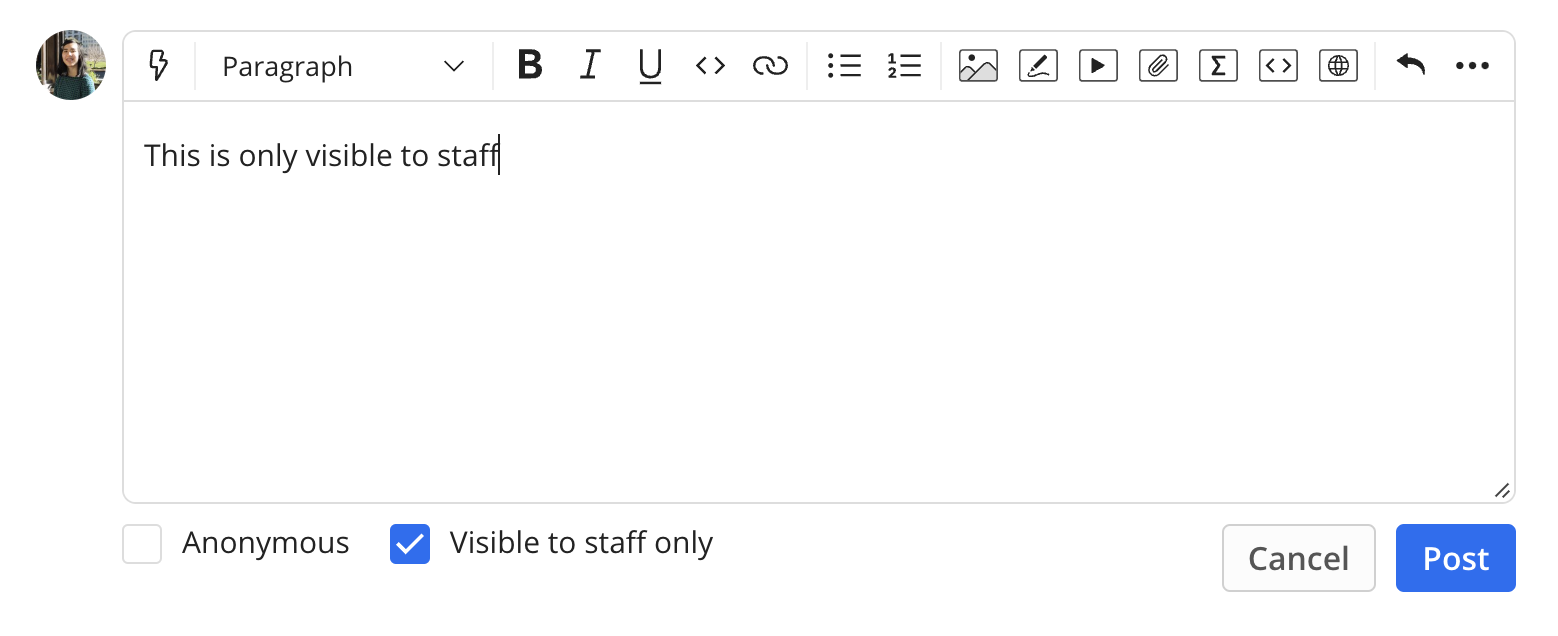 Paragraph B I U
This is only visible to staff
Anonymous Visible to staff only Cancel Post